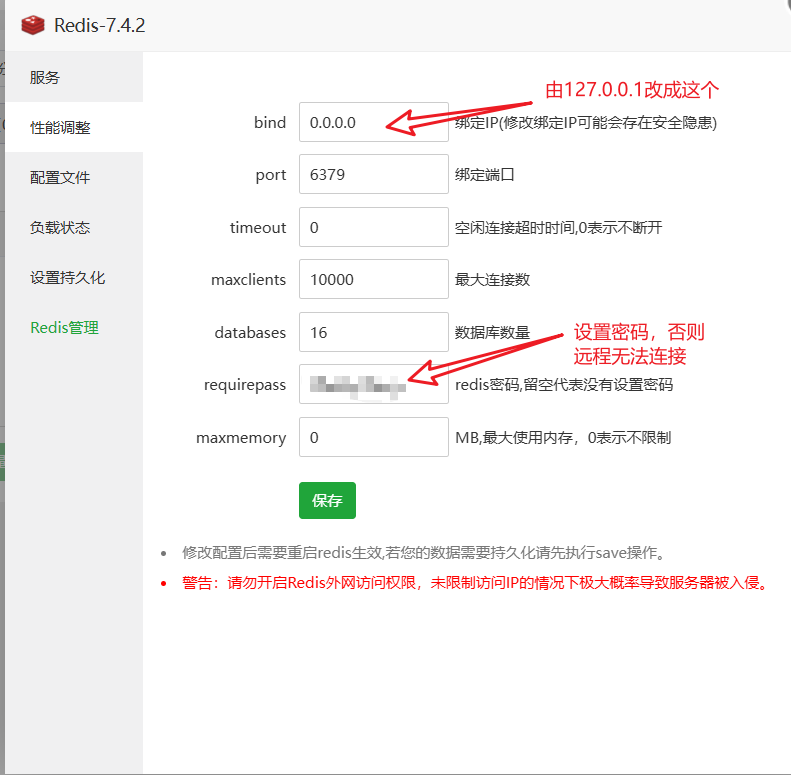 Redis-7.4.2
服务
性能调整
配置文件
负载状态
设置持久化
Redis管理
由127.0.0.1改成这个
bind 0.0.0.0 绑定IP(修改绑定IP可能会存在安全隐患)
port 6379 绑定端口
timeout 0 空闲连接超时时间,0表示不断开
maxclients 10000 最大连接数
databases 16 数据库数量
设置密码，否则
远程无法连接
requirepass redis密码,留空代表没有设置密码
maxmemory 0 MB,最大使用内存，0表示不限制
保存
修改配置后需要重启redis生效,若您的数据需要持久化请先执行save操作。
警告：请勿开启Redis外网访问权限，未限制访问IP的情况下极大概率导致服务器被入侵。